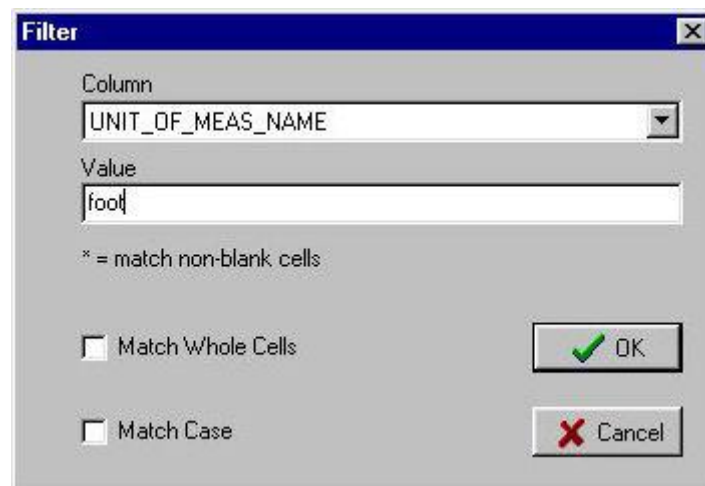 Filter
Column
UNIT_OF_MEAS_NAME
Value
foot
* = match non-blank cells
Match Whole Cells
OK
Match Case
Cancel